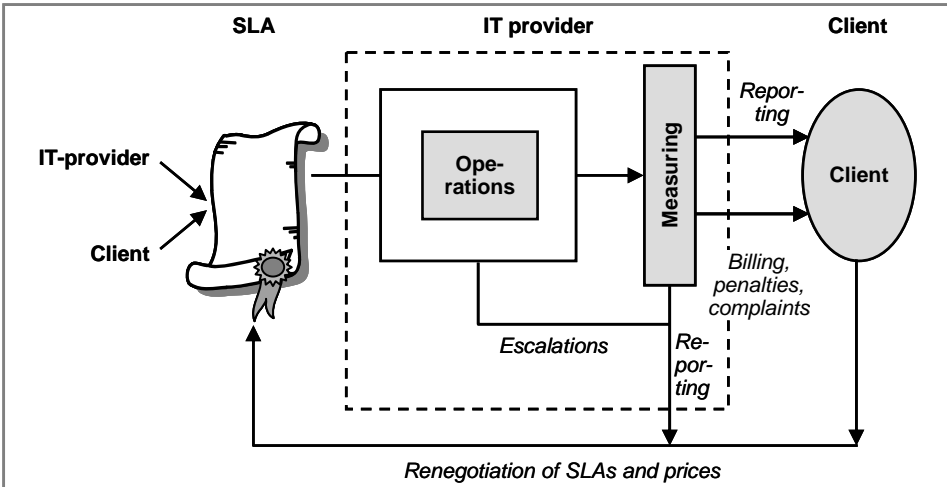 SLA
IT provider
Client
IT-provider
Client
Ope-
rations
Measuring
Repor-
ting
Client
Billing,
penalties,
complaints
Escalations
Re-
por-
ting
Renegotiation of SLAs and prices